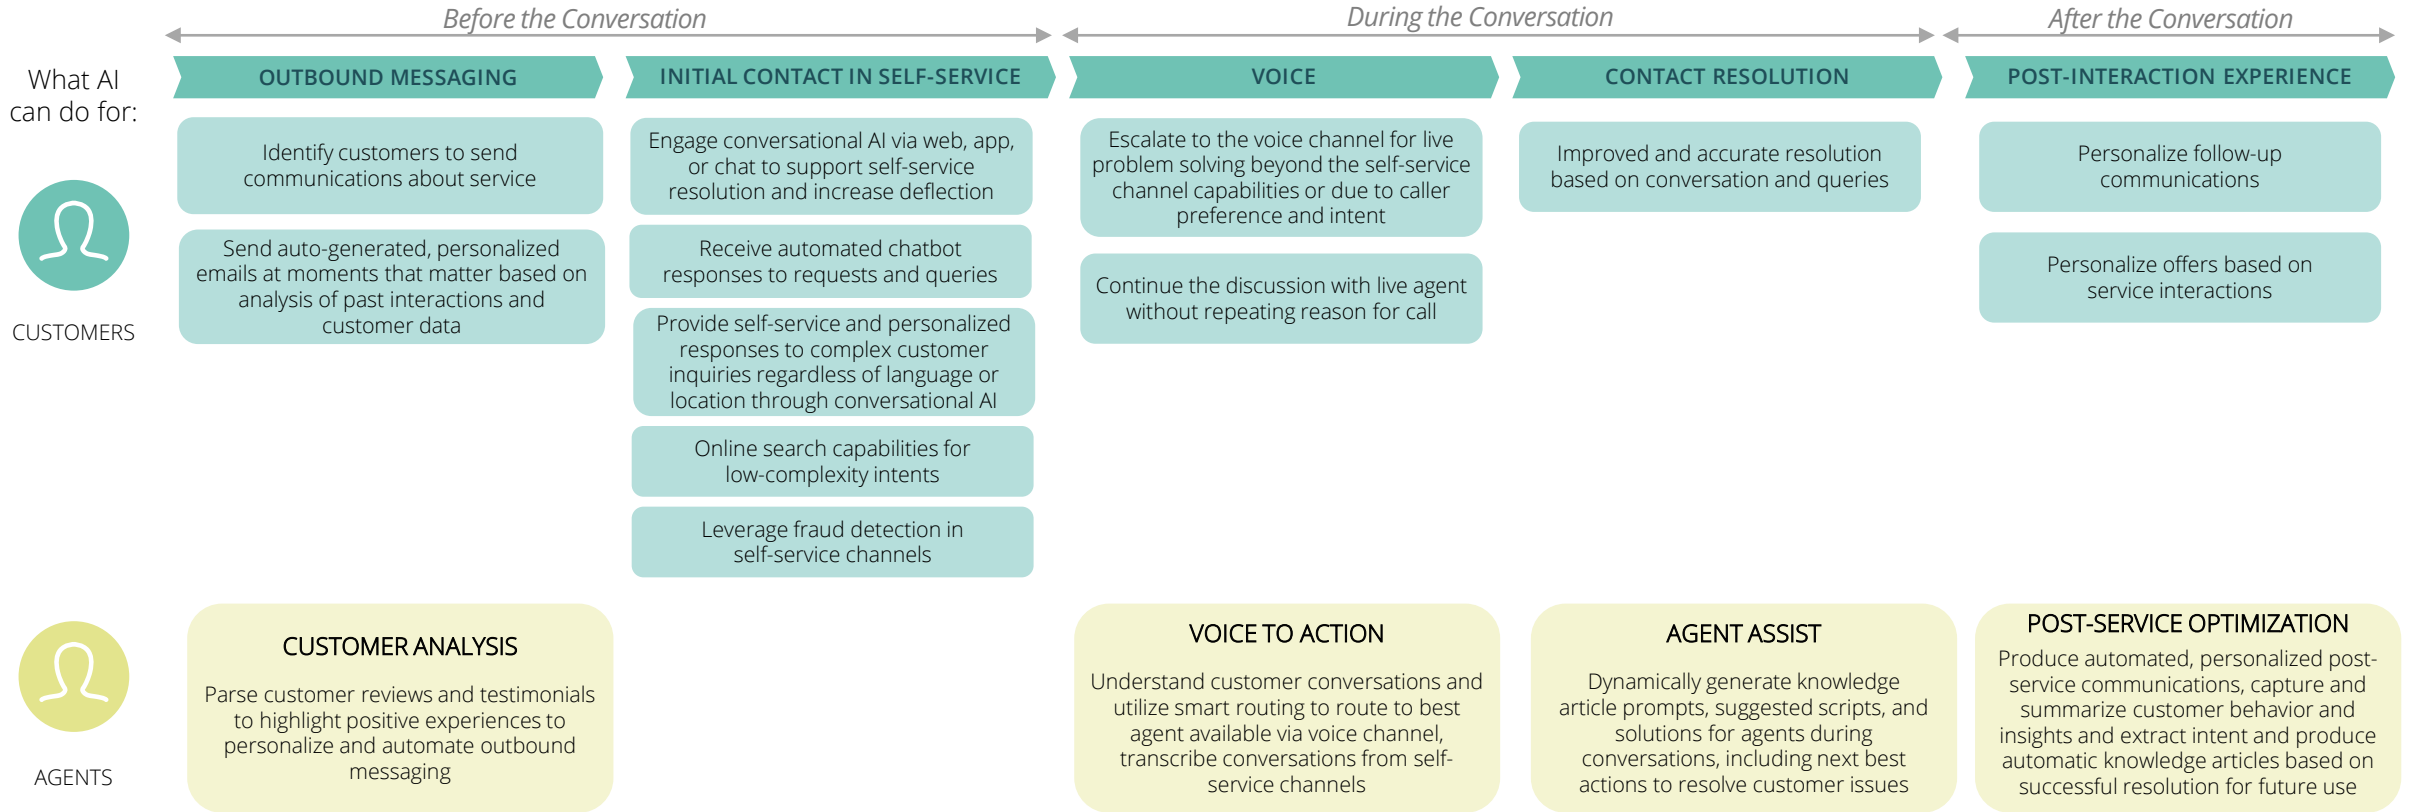 Before the Conversation
During the Conversation
After the Conversation
What AI
can do for:
OUTBOUND MESSAGING
INITIAL CONTACT IN SELF-SERVICE
VOICE
CONTACT RESOLUTION
POST-INTERACTION EXPERIENCE
CUSTOMERS
Identify customers to send
communications about service
Send auto-generated, personalized
emails at moments that matter based on
analysis of past interactions and
customer data
Engage conversational AI via web, app,
or chat to support self-service
resolution and increase deflection
Receive automated chatbot
responses to requests and queries
Provide self-service and personalized
responses to complex customer
inquiries regardless of language or
location through conversational AI
Online search capabilities for
low-complexity intents
Leverage fraud detection in
self-service channels
Escalate to the voice channel for live
problem solving beyond the self-service
channel capabilities or due to caller
preference and intent
Continue the discussion with live agent
without repeating reason for call
Improved and accurate resolution
based on conversation and queries
Personalize follow-up
communications
Personalize offers based on
service interactions
AGENTS
CUSTOMER ANALYSIS
Parse customer reviews and testimonials
to highlight positive experiences to
personalize and automate outbound
messaging
VOICE TO ACTION
Understand customer conversations and
utilize smart routing to route to best
agent available via voice channel,
transcribe conversations from self-
service channels
AGENT ASSIST
Dynamically generate knowledge
article prompts, suggested scripts, and
solutions for agents during
conversations, including next best
actions to resolve customer issues
POST-SERVICE OPTIMIZATION
Produce automated, personalized post-
service communications, capture and
summarize customer behavior and
insights and extract intent and produce
automatic knowledge articles based on
successful resolution for future use